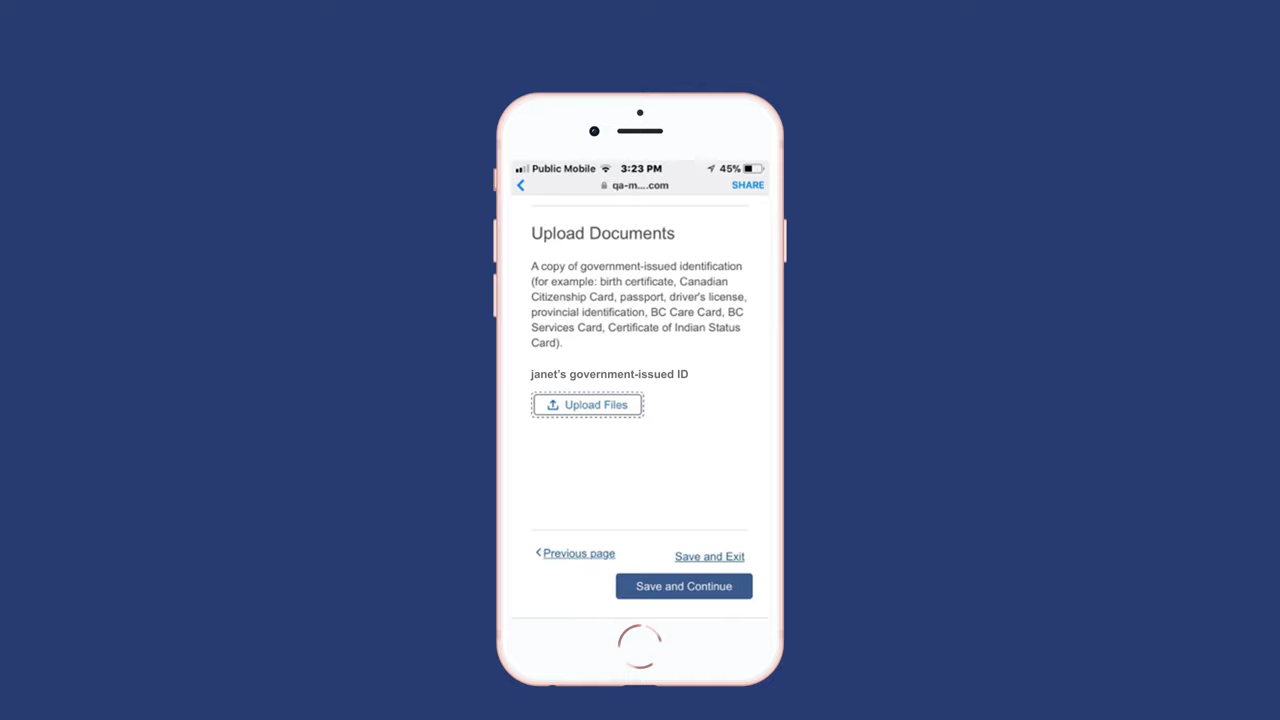 Public Mobile 3:23 PM 45%
qa-m....com SHARE
Upload Documents
A copy of government-issued identification
(for example: birth certificate, Canadian
Citizenship Card, passport, driver's license,
provincial identification, BC Care Card, BC
Services Card, Certificate of Indian Status
Card).
janet's government-issued ID
Upload Files
Previous page Save and Exit
Save and Continue